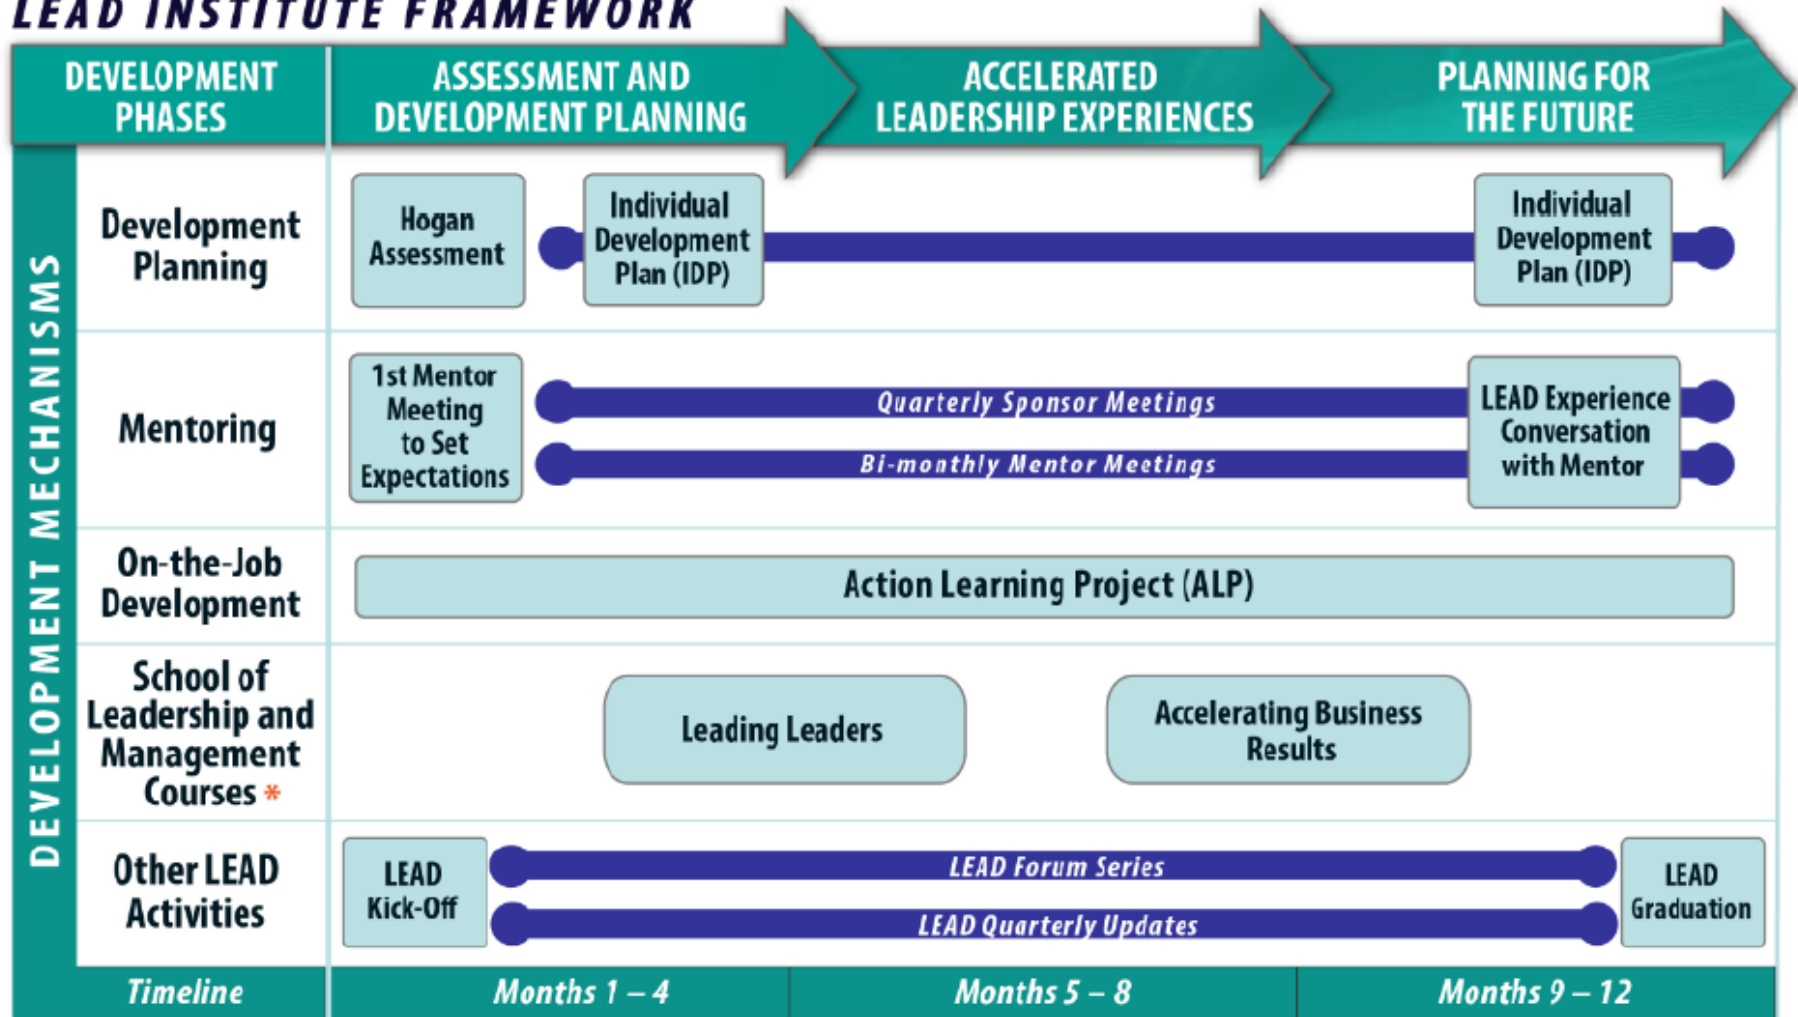 LEAD INSTITUTE FRAMEWORK
DEVELOPMENT
PHASES
ASSESSMENT AND
DEVELOPMENT PLANNING
ACCELERATED
LEADERSHIP EXPERIENCES
PLANNING FOR
THE FUTURE
DEVELOPMENT MECHANISMS
Development
Planning
Hogan
Assessment
Individual
Development
Plan (IDP)
Individual
Development
Plan (IDP)
Mentoring
1st Mentor
Meeting
to Set
Expectations
Quarterly Sponsor Meetings
Bi-monthly Mentor Meetings
LEAD Experience
Conversation
with Mentor
On-the-Job
Development
Action Learning Project (ALP)
School of
Leadership and
Management
Courses *
Leading Leaders
Accelerating Business
Results
Other LEAD
Activities
LEAD
Kick-Off
LEAD Forum Series
LEAD Quarterly Updates
LEAD
Graduation
Timeline
Months 1 – 4
Months 5 – 8
Months 9 – 12